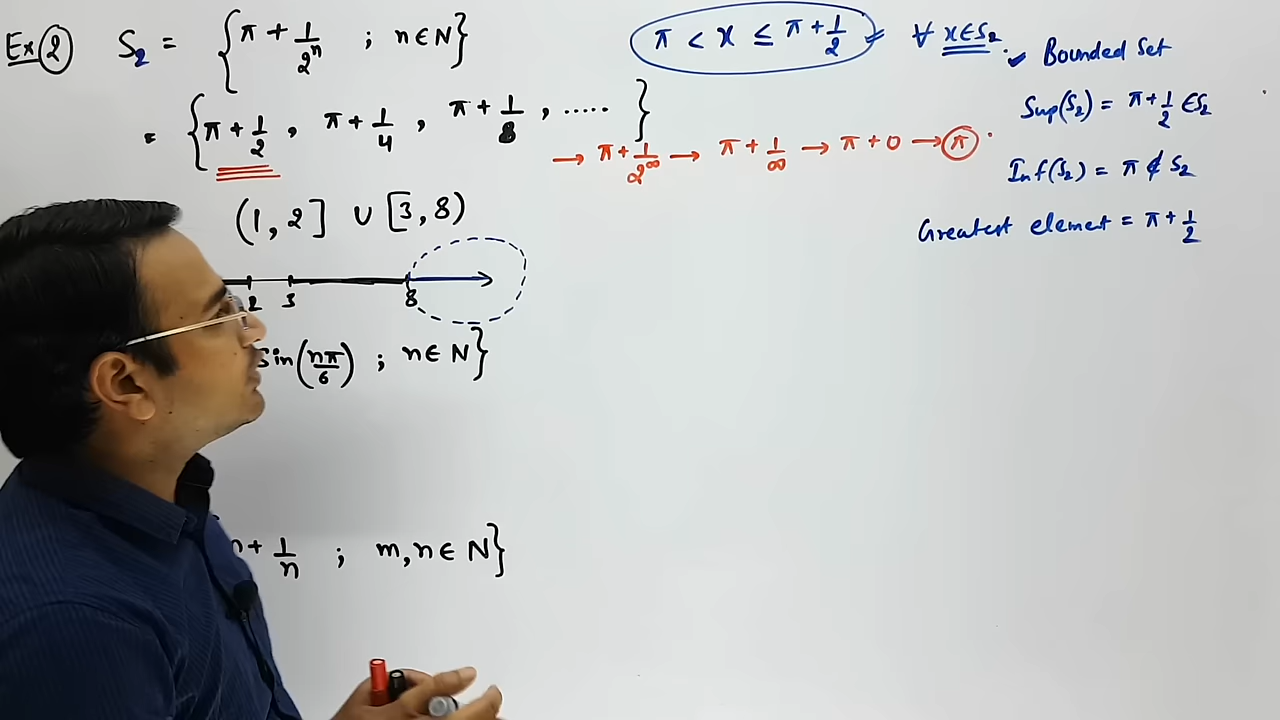 Ex ② S₂ = { π + 1/2ⁿ ; n ∈ N }
= { π + 1/2 , π + 1/4 , π + 1/8 , ..... }
→ π + 1/2^∞ → π + 1/∞ → π + 0 → π
π < x ≤ π + 1/2 ∀ x ∈ S₂.
✓ Bounded Set
Sup(S₂) = π + 1/2 ∈ S₂
Inf(S₂) = π ∉ S₂
Greatest element = π + 1/2
(1, 2] ∪ [3, 8)
2 3 8
Sin(nπ/6) ; n ∈ N}
+ 1/n ; m, n ∈ N}